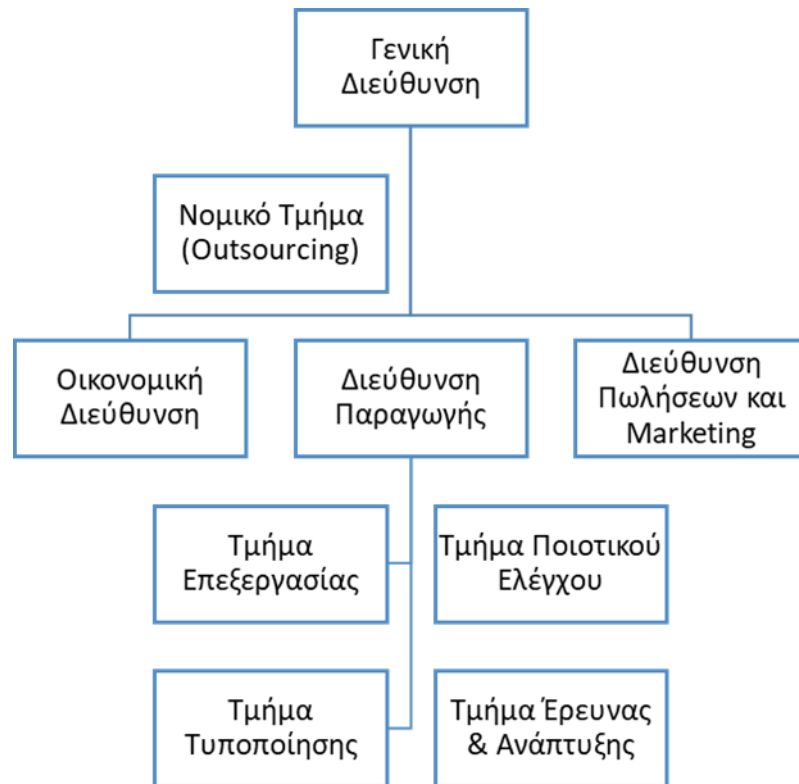 Γενική
Διεύθυνση
Νομικό Τμήμα
(Outsourcing)
Οικονομική
Διεύθυνση
Διεύθυνση
Παραγωγής
Διεύθυνση
Πωλήσεων και
Marketing
Τμήμα
Επεξεργασίας
Τμήμα Ποιοτικού
Ελέγχου
Τμήμα
Τυποποίησης
Τμήμα Έρευνας
& Ανάπτυξης